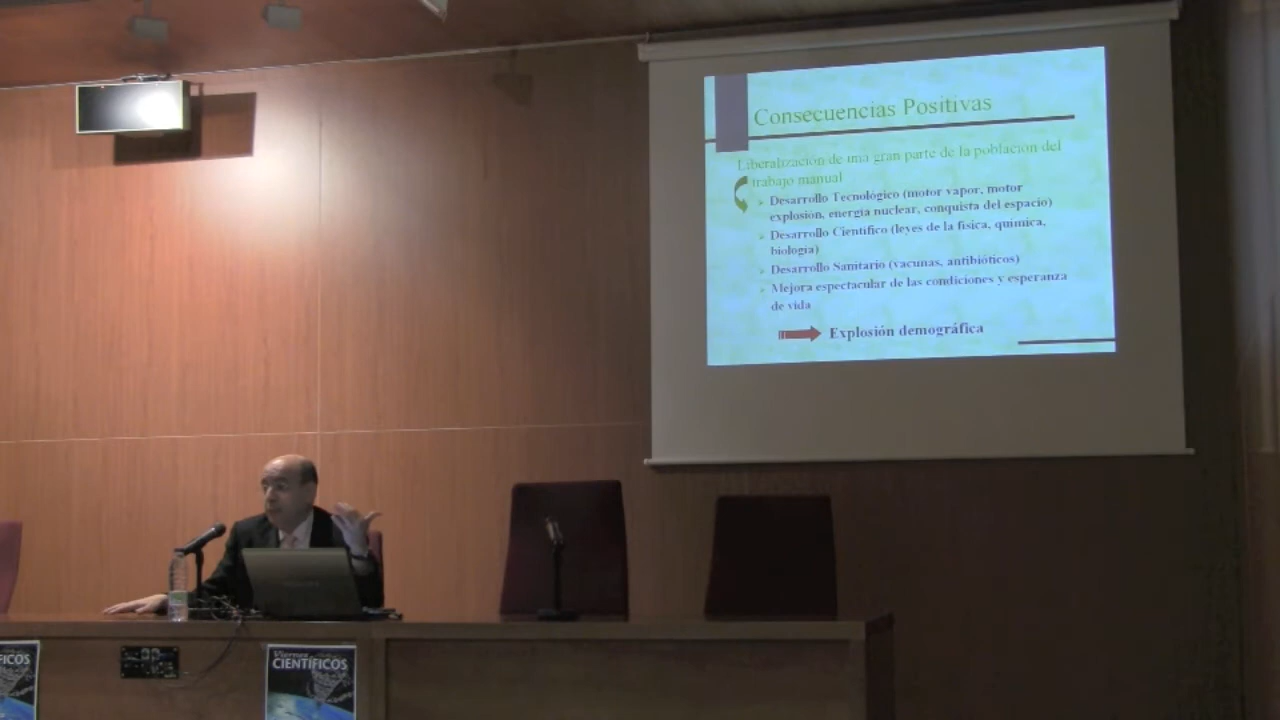 Consecuencias Positivas
Liberalización de una gran parte de la población del
trabajo manual
Desarrollo Tecnológico (motor vapor, motor
explosión, energía nuclear, conquista del espacio)
Desarrollo Científico (leyes de la física, química,
biología)
Desarrollo Sanitario (vacunas, antibióticos)
Mejora espectacular de las condiciones y esperanza
de vida
Explosión demográfica
FICOS
Viernes
CIENTÍFICOS